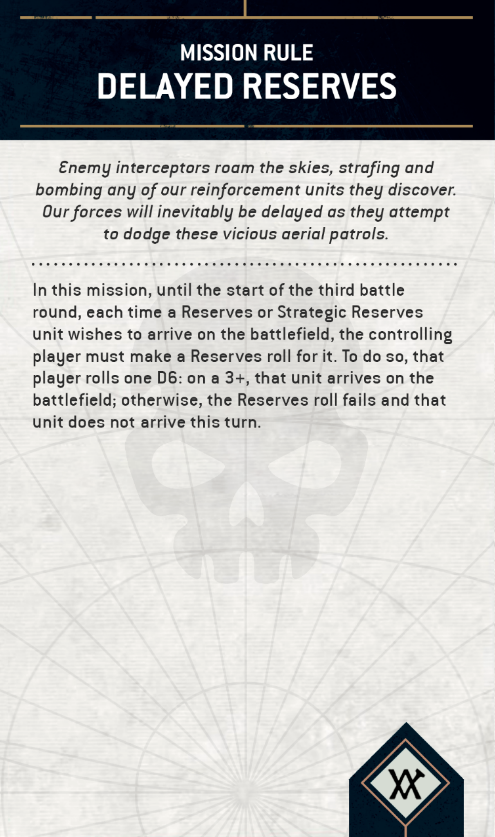 MISSION RULE
DELAYED RESERVES
Enemy interceptors roam the skies, strafing and
bombing any of our reinforcement units they discover.
Our forces will inevitably be delayed as they attempt
to dodge these vicious aerial patrols.
In this mission, until the start of the third battle
round, each time a Reserves or Strategic Reserves
unit wishes to arrive on the battlefield, the controlling
player must make a Reserves roll for it. To do so, that
player rolls one D6: on a 3+, that unit arrives on the
battlefield; otherwise, the Reserves roll fails and that
unit does not arrive this turn.